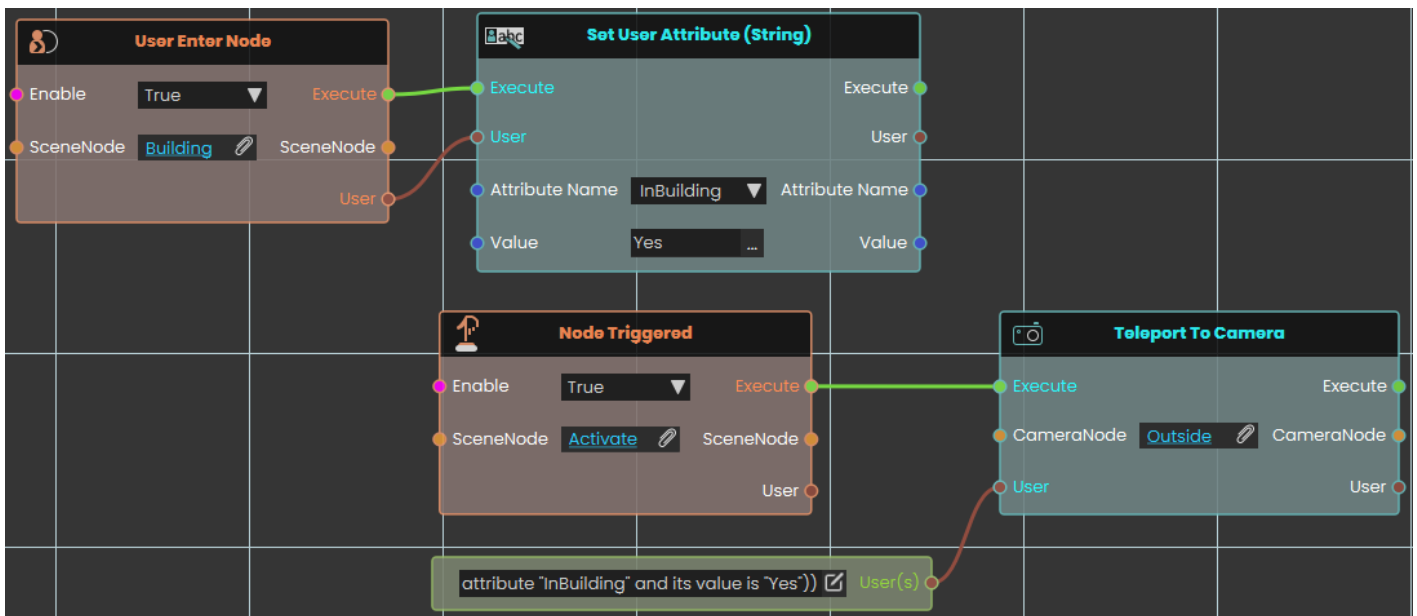 User Enter Node
Enable True Execute
SceneNode Building SceneNode
User
abc Set User Attribute (String)
Execute Execute
User User
Attribute Name InBuilding Attribute Name
Value Yes ... Value
Node Triggered
Enable True Execute
SceneNode Activate SceneNode
User
Teleport To Camera
Execute Execute
CameraNode Outside CameraNode
User User
attribute "InBuilding" and its value is "Yes")) User(s)